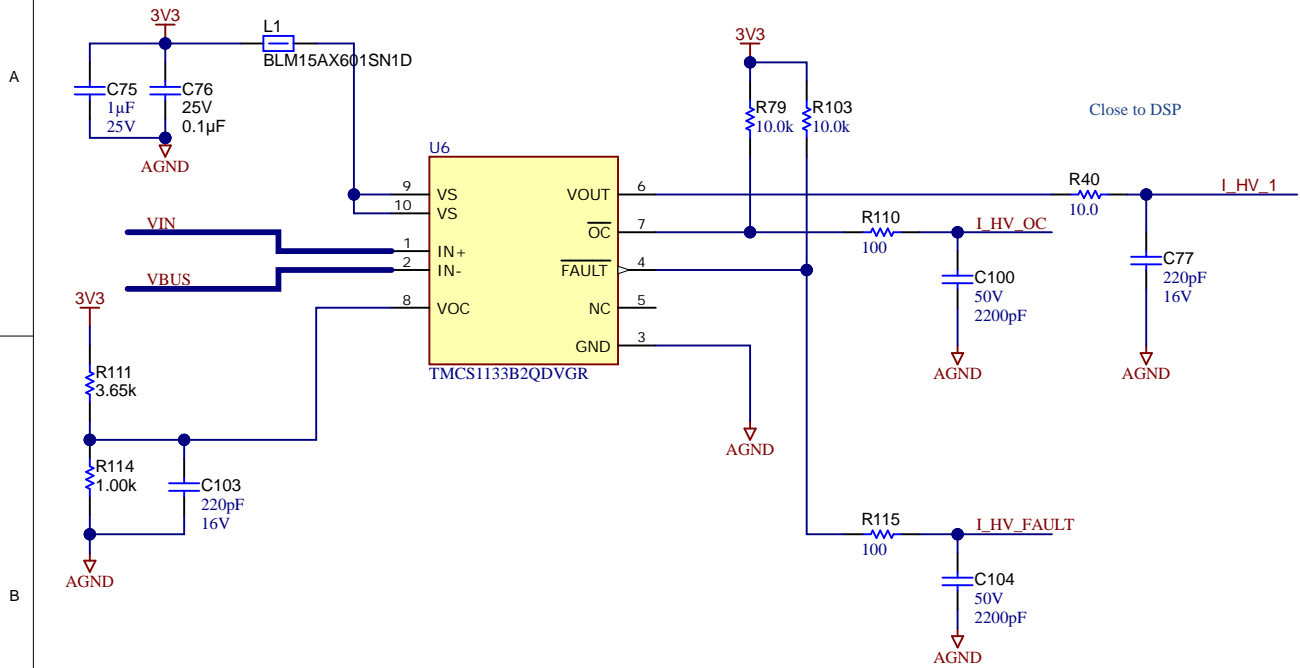 A
3V3
L1
BLM15AX601SN1D
C75
1µF
25V
C76
25V
0.1µF
AGND
3V3
R79
10.0k
R103
10.0k
Close to DSP
U6
9
VS
10
VS
1
IN+
2
IN-
8
VOC
VOUT
6
OC
7
FAULT
4
NC
5
GND
3
TMCS1133B2QDVGR
VIN
VBUS
R40
10.0
I_HV_1
C77
220pF
16V
AGND
R110
100
I_HV_OC
C100
50V
2200pF
AGND
AGND
3V3
R111
3.65k
R114
1.00k
C103
220pF
16V
AGND
R115
100
I_HV_FAULT
C104
50V
2200pF
AGND
B